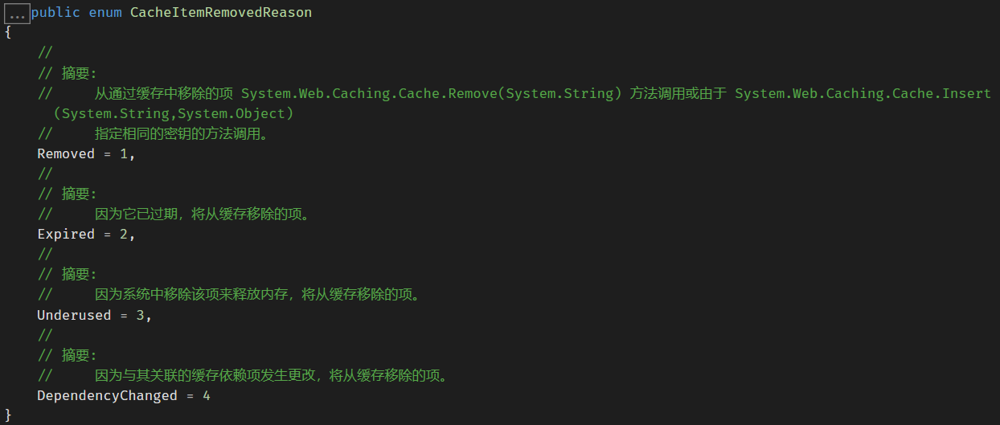 ...public enum CacheItemRemovedReason
{
//
// 摘要:
// 从通过缓存中移除的项 System.Web.Caching.Cache.Remove(System.String) 方法调用或由于 System.Web.Caching.Cache.Insert
(System.String,System.Object)
// 指定相同的密钥的方法调用。
Removed = 1,
//
// 摘要:
// 因为它已过期，将从缓存移除的项。
Expired = 2,
//
// 摘要:
// 因为系统中移除该项来释放内存，将从缓存移除的项。
Underused = 3,
//
// 摘要:
// 因为与其关联的缓存依赖项发生更改，将从缓存移除的项。
DependencyChanged = 4
}